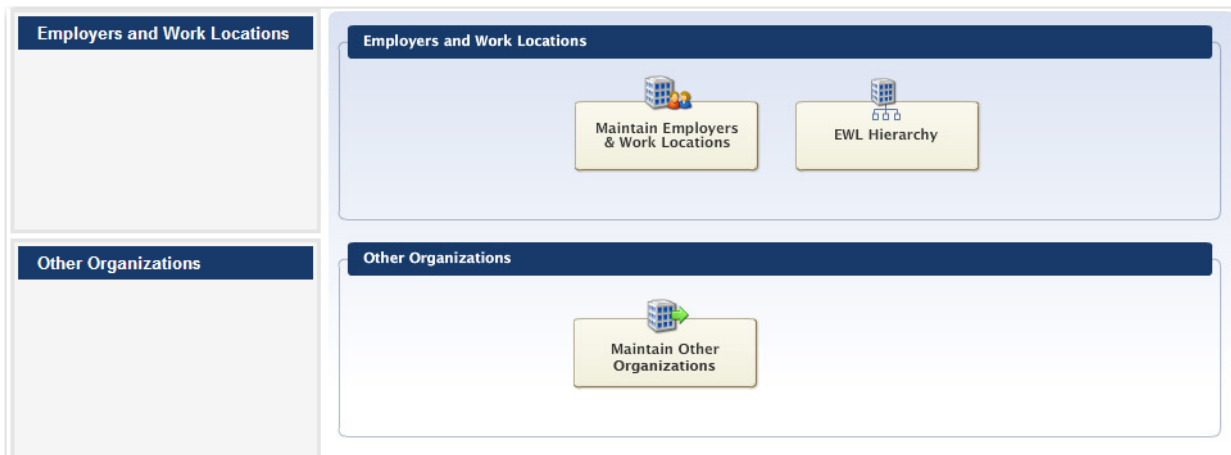 Employers and Work Locations
Employers and Work Locations
Maintain Employers
& Work Locations
EWL Hierarchy
Other Organizations
Other Organizations
Maintain Other
Organizations